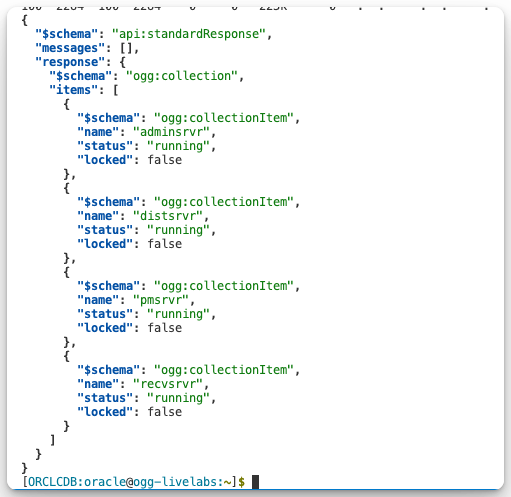 {
  "$schema": "api:standardResponse",
  "messages": [],
  "response": {
    "$schema": "ogg:collection",
    "items": [
      {
        "$schema": "ogg:collectionItem",
        "name": "adminsrvr",
        "status": "running",
        "locked": false
      },
      {
        "$schema": "ogg:collectionItem",
        "name": "distsrvr",
        "status": "running",
        "locked": false
      },
      {
        "$schema": "ogg:collectionItem",
        "name": "pmsrvr",
        "status": "running",
        "locked": false
      },
      {
        "$schema": "ogg:collectionItem",
        "name": "recvsrvr",
        "status": "running",
        "locked": false
      }
    ]
  }
}
[ORCLCDB:oracle@ogg-livelabs:~]$